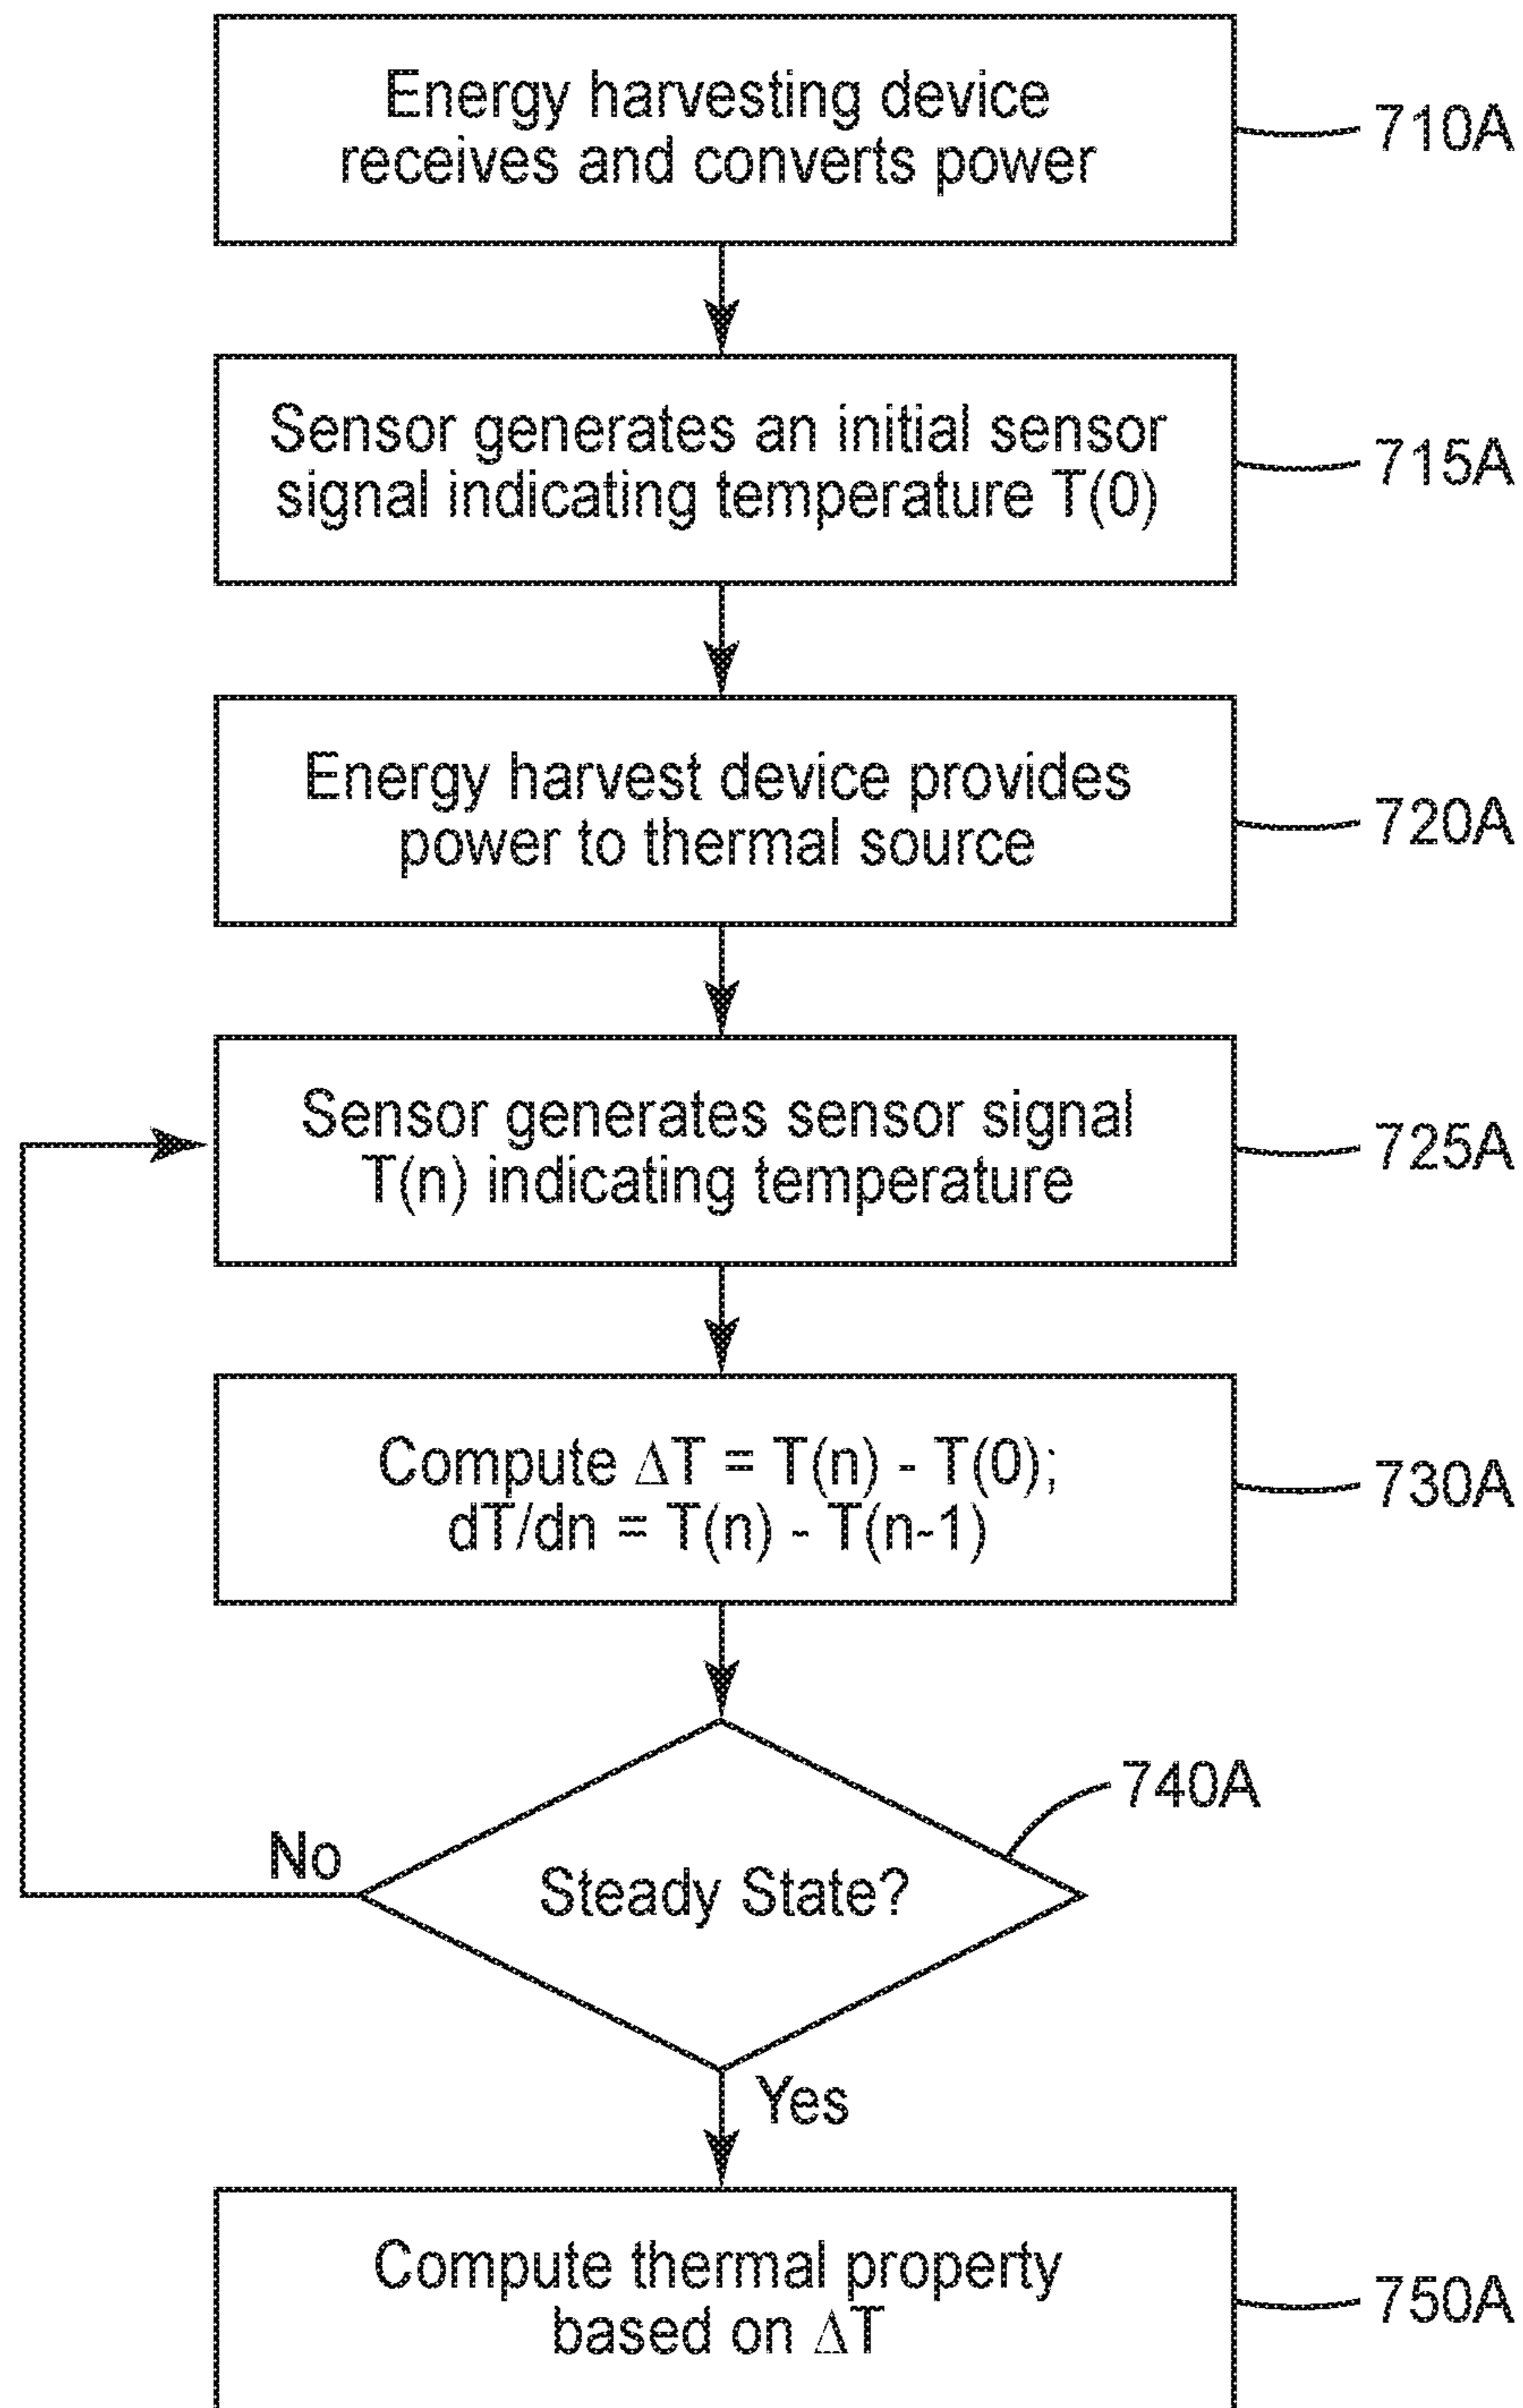 Energy harvesting device
receives and converts power
710A
Sensor generates an initial sensor
signal indicating temperature T(0)
715A
Energy harvest device provides
power to thermal source
720A
Sensor generates sensor signal
T(n) indicating temperature
725A
Compute ΔT = T(n) - T(0);
dT/dn = T(n) - T(n-1)
730A
740A
No
Steady State?
Yes
Compute thermal property
based on ΔT
750A